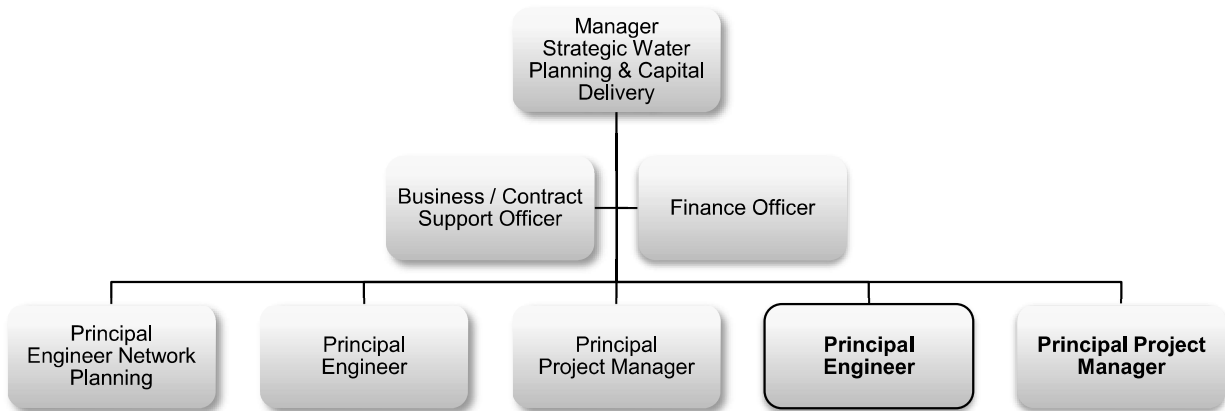 Manager
Strategic Water
Planning & Capital
Delivery
Business / Contract
Support Officer
Finance Officer
Principal
Engineer Network
Planning
Principal
Engineer
Principal
Project Manager
Principal
Engineer
Principal Project
Manager